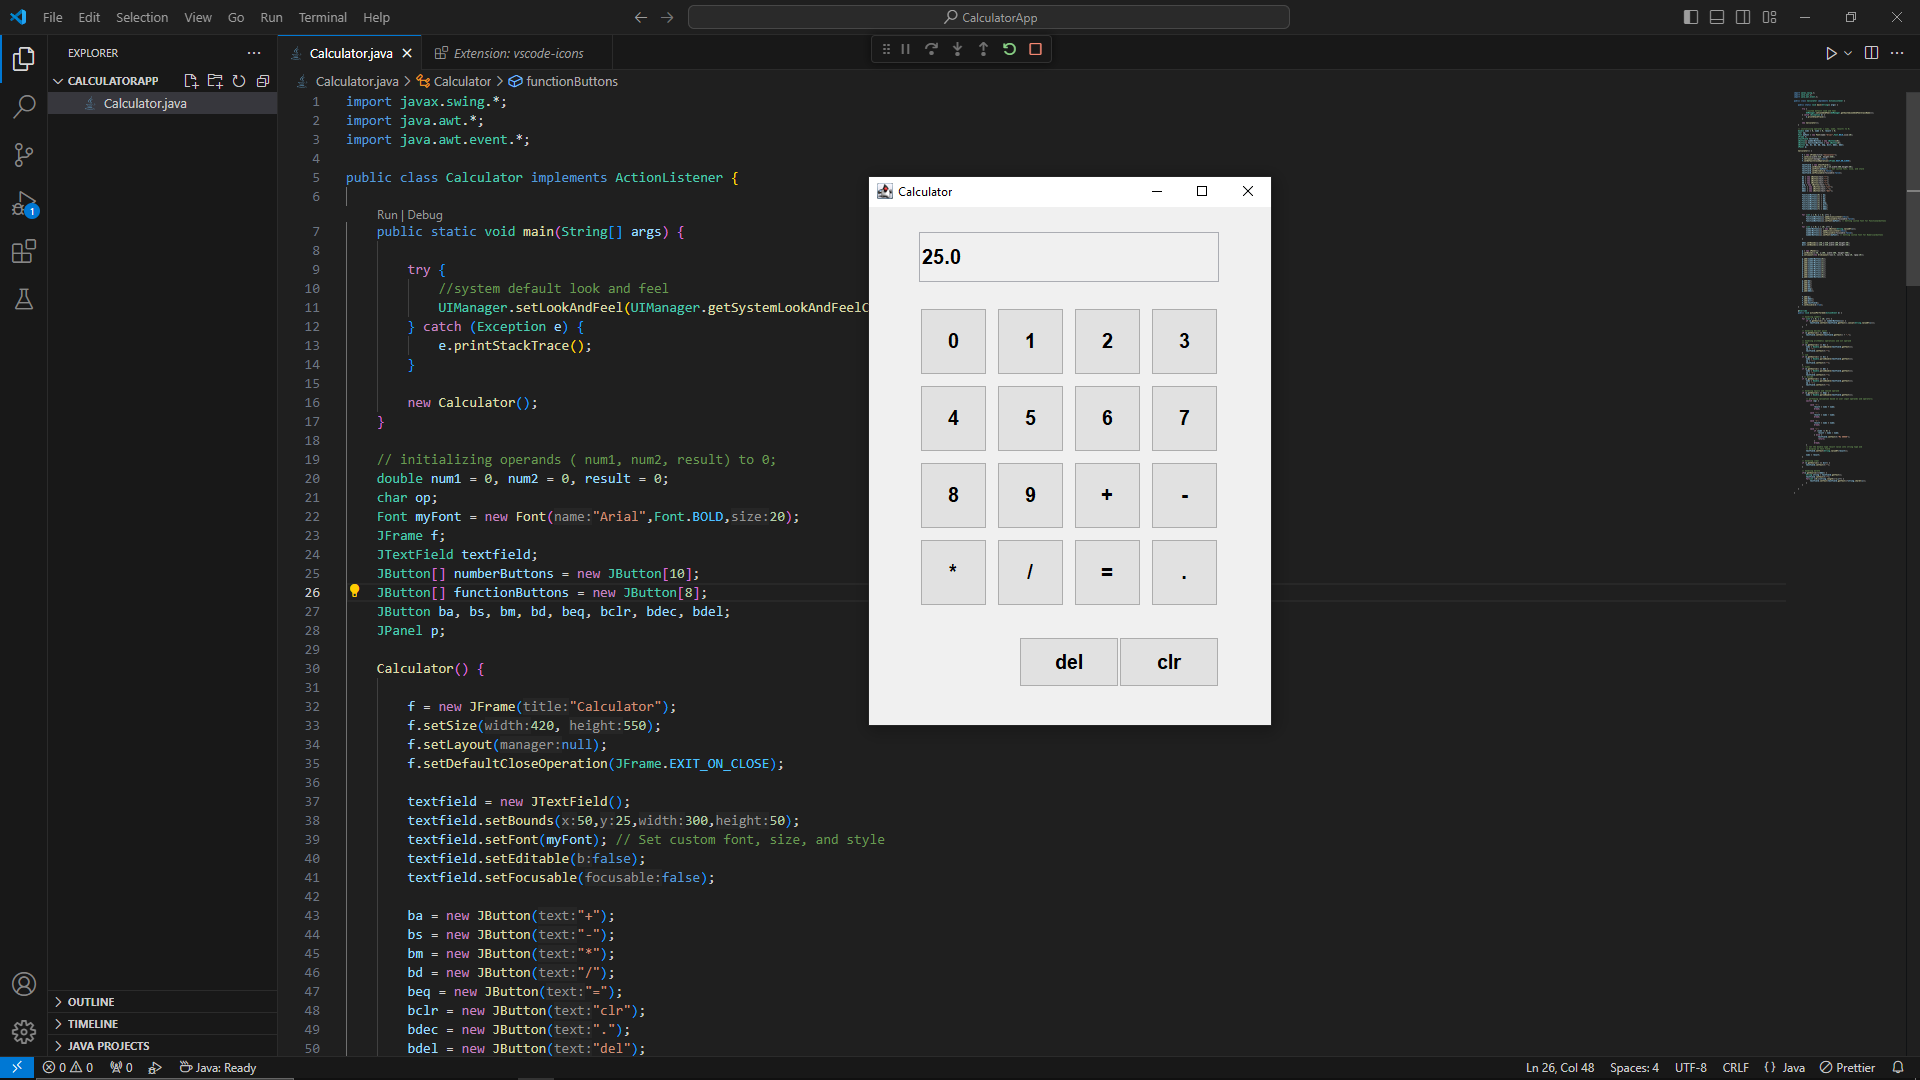 File Edit Selection View Go Run Terminal Help
CalculatorApp
EXPLORER
CALCULATORAPP
Calculator.java
OUTLINE
TIMELINE
JAVA PROJECTS
Calculator.java
Extension: vscode-icons
Calculator.java > Calculator > functionButtons
1 import javax.swing.*;
2 import java.awt.*;
3 import java.awt.event.*;
4
5 public class Calculator implements ActionListener {
6
Run | Debug
7 public static void main(String[] args) {
8
9 try {
10 //system default look and feel
11 UIManager.setLookAndFeel(UIManager.getSystemLookAndFeelC
12 } catch (Exception e) {
13 e.printStackTrace();
14 }
15
16 new Calculator();
17 }
18
19 // initializing operands ( num1, num2, result) to 0;
20 double num1 = 0, num2 = 0, result = 0;
21 char op;
22 Font myFont = new Font(name:"Arial",Font.BOLD,size:20);
23 JFrame f;
24 JTextField textfield;
25 JButton[] numberButtons = new JButton[10];
26 JButton[] functionButtons = new JButton[8];
27 JButton ba, bs, bm, bd, beq, bclr, bdec, bdel;
28 JPanel p;
29
30 Calculator() {
31
32 f = new JFrame(title:"Calculator");
33 f.setSize(width:420, height:550);
34 f.setLayout(manager:null);
35 f.setDefaultCloseOperation(JFrame.EXIT_ON_CLOSE);
36
37 textfield = new JTextField();
38 textfield.setBounds(x:50,y:25,width:300,height:50);
39 textfield.setFont(myFont); // Set custom font, size, and style
40 textfield.setEditable(b:false);
41 textfield.setFocusable(focusable:false);
42
43 ba = new JButton(text:"+");
44 bs = new JButton(text:"-");
45 bm = new JButton(text:"*");
46 bd = new JButton(text:"/");
47 beq = new JButton(text:"=");
48 bclr = new JButton(text:"clr");
49 bdec = new JButton(text:".");
50 bdel = new JButton(text:"del");
Calculator
25.0
0 1 2 3
4 5 6 7
8 9 + -
* / = .
del clr
1
0 0 0 Java: Ready
Ln 26, Col 48 Spaces: 4 UTF-8 CRLF {} Java Prettier